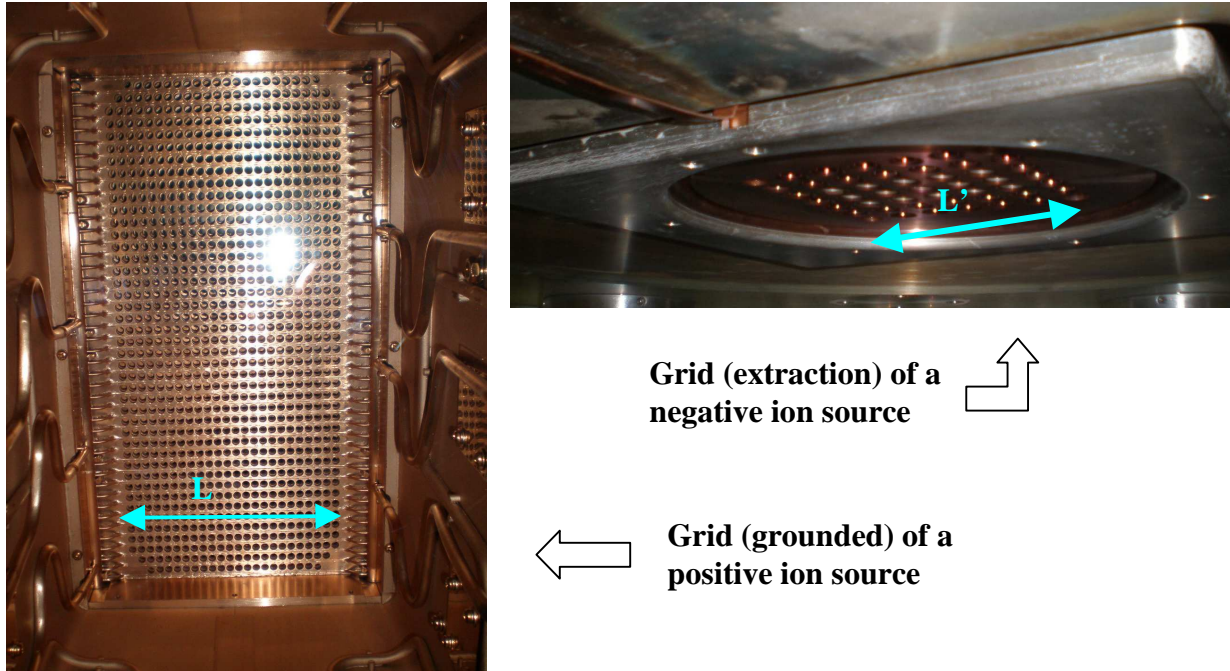 L
L’
Grid (extraction) of a
negative ion source
Grid (grounded) of a
positive ion source